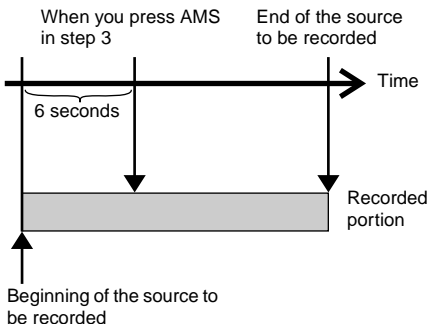 When you press AMS
in step 3
End of the source
to be recorded
Time
6 seconds
Recorded
portion
Beginning of the source to
be recorded